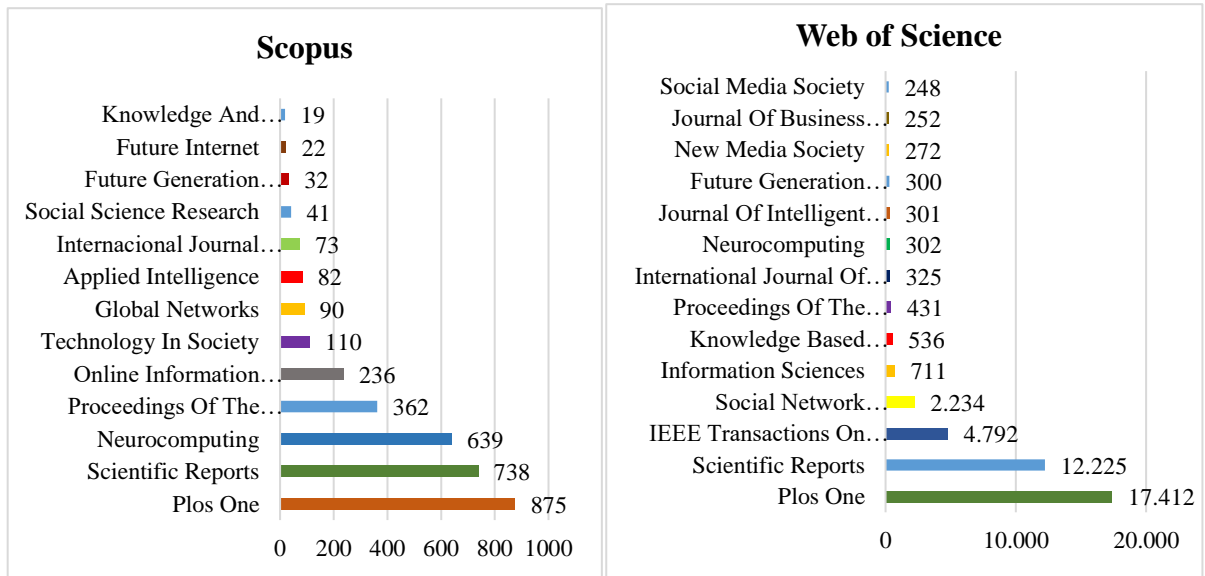 Scopus
Knowledge And… 19
Future Internet 22
Future Generation… 32
Social Science Research 41
Internacional Journal… 73
Applied Intelligence 82
Global Networks 90
Technology In Society 110
Online Information… 236
Proceedings Of The… 362
Neurocomputing 639
Scientific Reports 738
Plos One 875
0 200 400 600 800 1000
Web of Science
Social Media Society 248
Journal Of Business… 252
New Media Society 272
Future Generation… 300
Journal Of Intelligent… 301
Neurocomputing 302
International Journal Of… 325
Proceedings Of The… 431
Knowledge Based… 536
Information Sciences 711
Social Network… 2.234
IEEE Transactions On… 4.792
Scientific Reports 12.225
Plos One 17.412
0 10.000 20.000